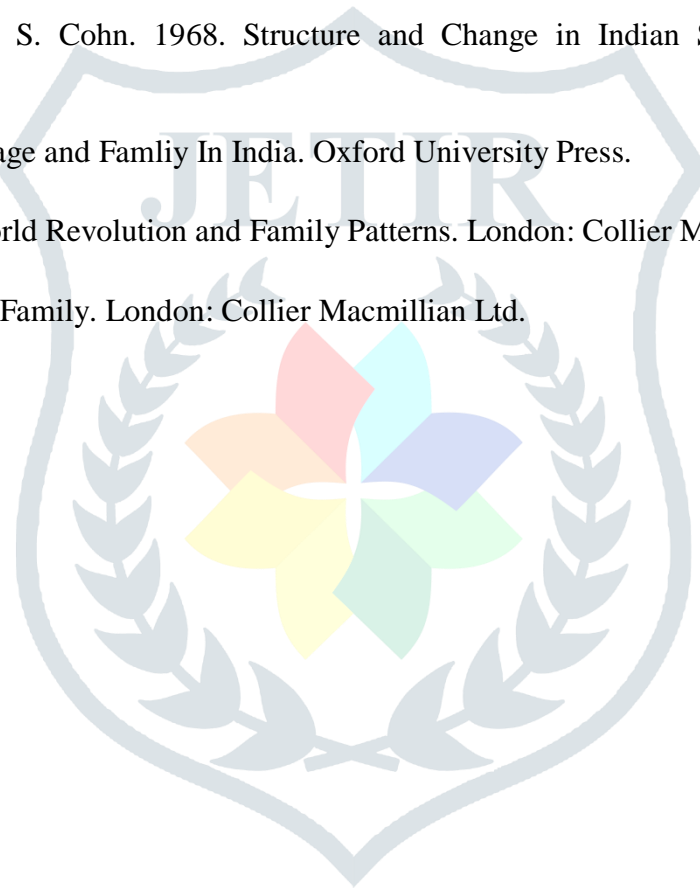 S. Cohn. 1968. Structure and Change in Indian
age and Famliy In India. Oxford University Press.
JETIR
rld Revolution and Family Patterns. London: Collier M
Family. London: Collier Macmillian Ltd.